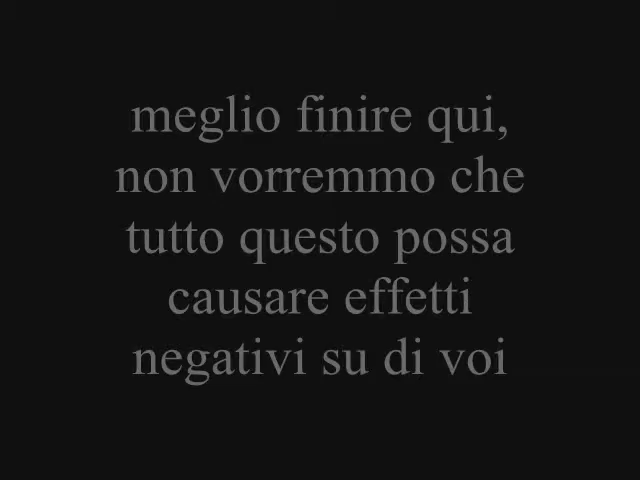 meglio finire qui,
non vorremmo che
tutto questo possa
causare effetti
negativi su di voi